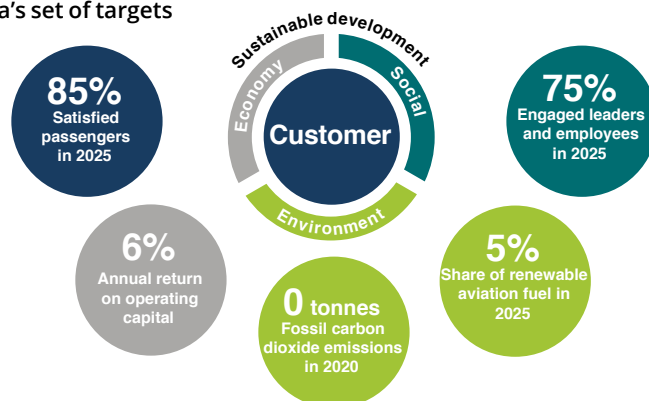 a's set of targets
Sustainable development
Economy
Social
Environment
Customer
85%
Satisfied
passengers
in 2025
75%
Engaged leaders
and employees
in 2025
6%
Annual return
on operating
capital
0 tonnes
Fossil carbon
dioxide emissions
in 2020
5%
Share of renewable
aviation fuel in
2025